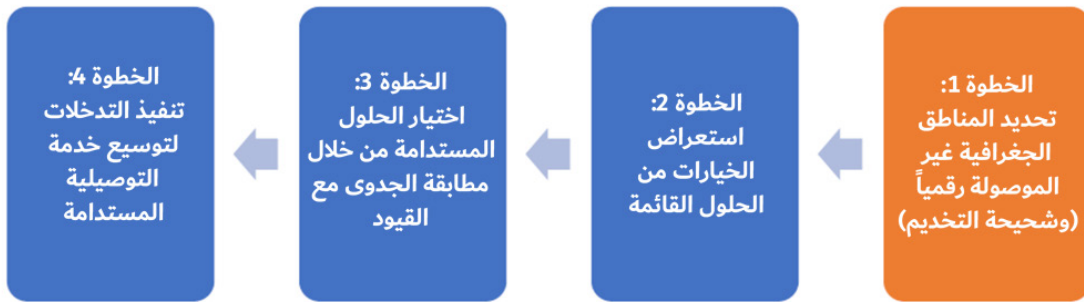 الخطوة 1:
تحديد المناطق
الجغرافية غير
الموصولة رقمياً
(وشحيحة التخديم)
الخطوة 2:
استعراض
الخيارات من
الحلول القائمة
الخطوة 3:
اختيار الحلول
المستدامة من خلال
مطابقة الجدوى مع
القيود
الخطوة 4:
تنفيذ التدخلات
لتوسيع خدمة
التوصيلية
المستدامة